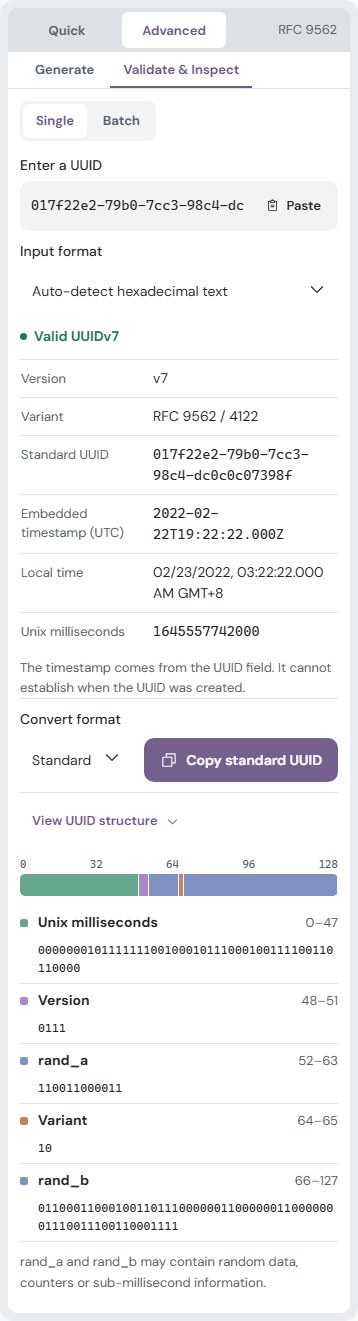 Quick Advanced RFC 9562
Generate Validate & Inspect
Single Batch
Enter a UUID
017f22e2-79b0-7cc3-98c4-dc Paste
Input format
Auto-detect hexadecimal text
Valid UUIDv7
Version v7
Variant RFC 9562 / 4122
Standard UUID 017f22e2-79b0-7cc3-
98c4-dc0c0c07398f
Embedded 2022-02-
timestamp (UTC) 22T19:22:22.000Z
Local time 02/23/2022, 03:22:22.000
AM GMT+8
Unix milliseconds 1645557742000
The timestamp comes from the UUID field. It cannot
establish when the UUID was created.
Convert format
Standard Copy standard UUID
View UUID structure
0 32 64 96 128
Unix milliseconds 0–47
000000010111111100100010111000100111100110
110000
Version 48–51
0111
rand_a 52–63
110011000011
Variant 64–65
10
rand_b 66–127
011000110001001101110000001100000011000000
01110011100110001111
rand_a and rand_b may contain random data,
counters or sub-millisecond information.